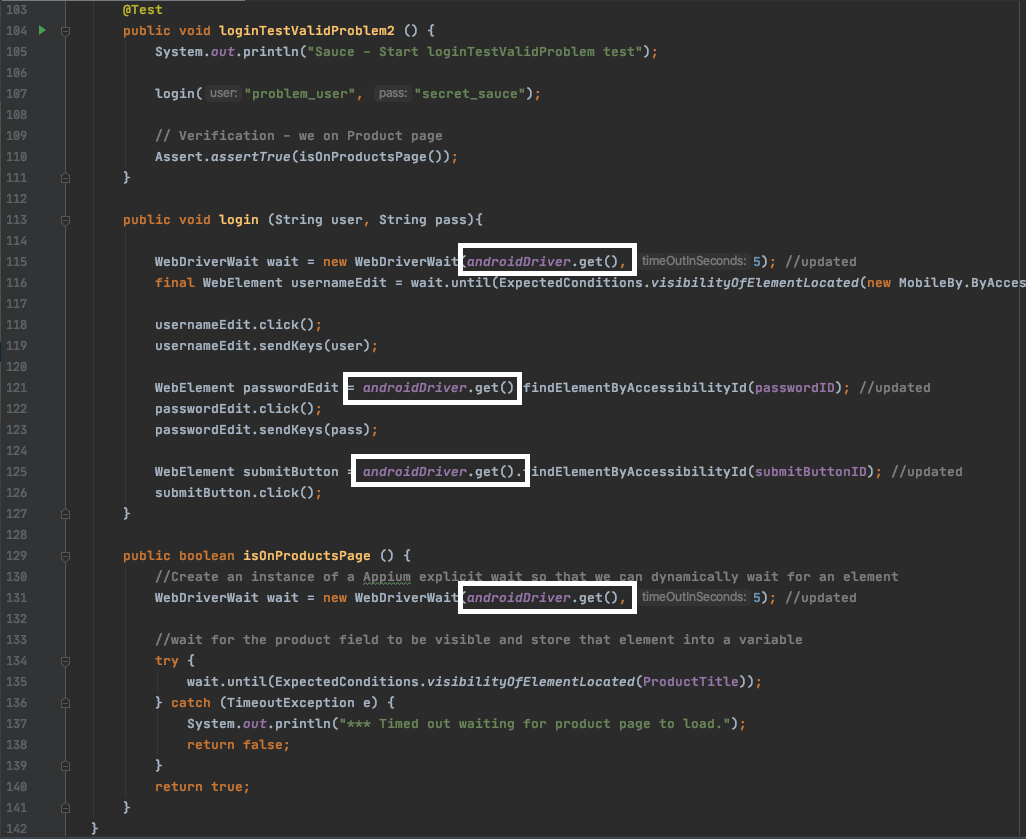 103 @Test
104 public void loginTestValidProblem2 () {
105 System.out.println("Sauce - Start loginTestValidProblem test");
106
107 login( user: "problem_user", pass: "secret_sauce");
108
109 // Verification - we on Product page
110 Assert.assertTrue(isOnProductsPage());
111 }
112
113 public void login (String user, String pass){
114
115 WebDriverWait wait = new WebDriverWait(androidDriver.get(), timeOutInSeconds: 5); //updated
116 final WebElement usernameEdit = wait.until(ExpectedConditions.visibilityOfElementLocated(new MobileBy.ByAcces
117
118 usernameEdit.click();
119 usernameEdit.sendKeys(user);
120
121 WebElement passwordEdit = androidDriver.get() findElementByAccessibilityId(passwordID); //updated
122 passwordEdit.click();
123 passwordEdit.sendKeys(pass);
124
125 WebElement submitButton = androidDriver.get().findElementByAccessibilityId(submitButtonID); //updated
126 submitButton.click();
127 }
128
129 public boolean isOnProductsPage () {
130 //Create an instance of a Appium explicit wait so that we can dynamically wait for an element
131 WebDriverWait wait = new WebDriverWait(androidDriver.get(), timeOutInSeconds: 5); //updated
132
133 //wait for the product field to be visible and store that element into a variable
134 try {
135 wait.until(ExpectedConditions.visibilityOfElementLocated(ProductTitle));
136 } catch (TimeoutException e) {
137 System.out.println("*** Timed out waiting for product page to load.");
138 return false;
139 }
140 return true;
141 }
142 }